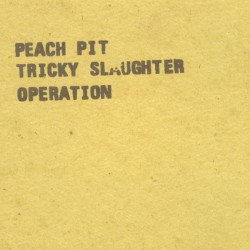 PEACH PIT
TRICKY SLAUGHTER
OPERATION